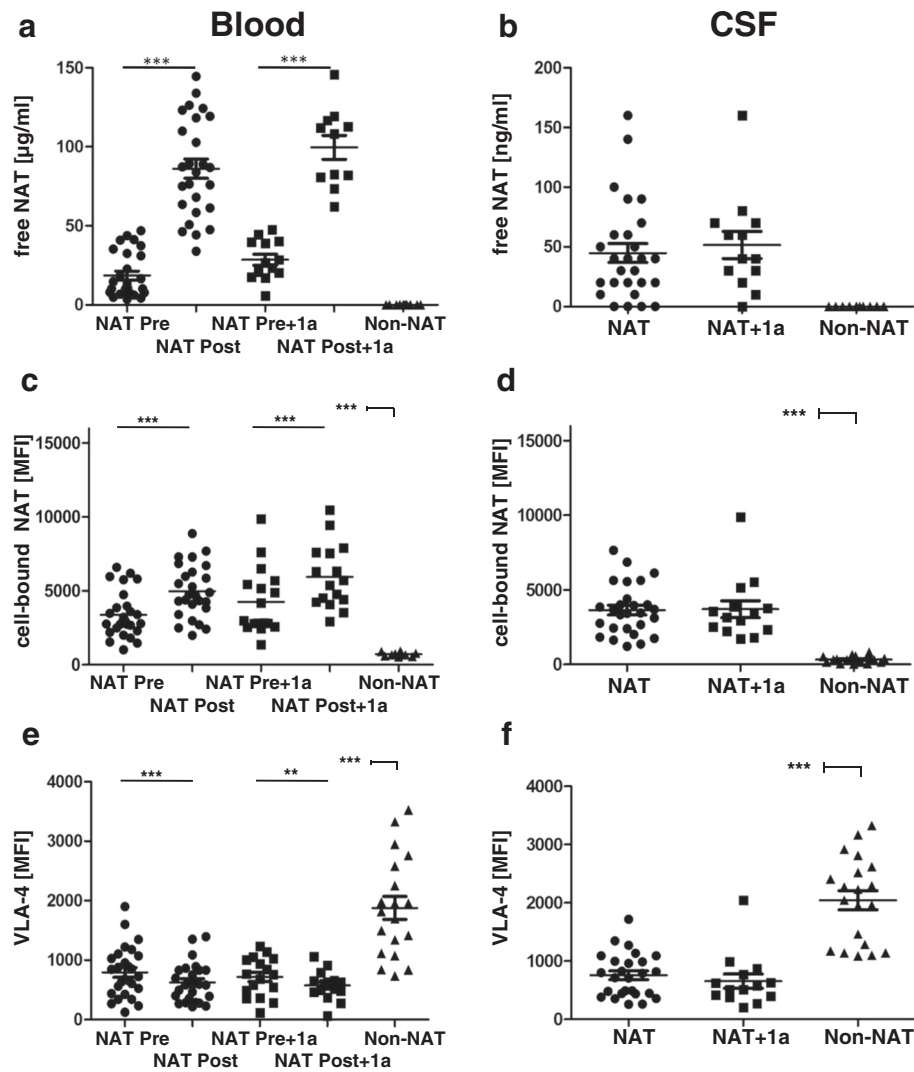 Blood
CSF
a
free NAT [µg/ml]
150
100
50
0
***
***
NAT Pre
NAT Post
NAT Pre+1a
NAT Post+1a
Non-NAT
b
free NAT [ng/ml]
200
150
100
50
0
NAT
NAT+1a
Non-NAT
c
cell-bound NAT [MFI]
15000
10000
5000
0
***
***
***
NAT Pre
NAT Post
NAT Pre+1a
NAT Post+1a
Non-NAT
d
cell-bound NAT [MFI]
15000
10000
5000
0
***
NAT
NAT+1a
Non-NAT
e
VLA-4 [MFI]
4000
3000
2000
1000
0
***
**
***
NAT Pre
NAT Post
NAT Pre+1a
NAT Post+1a
Non-NAT
f
VLA-4 [MFI]
4000
3000
2000
1000
0
***
NAT
NAT+1a
Non-NAT